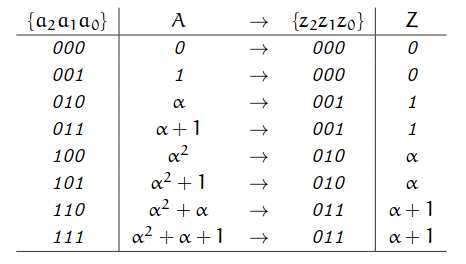 {a₂a₁a₀} A → {z₂z₁z₀} Z
000 0 → 000 0
001 1 → 000 0
010 α → 001 1
011 α + 1 → 001 1
100 α² → 010 α
101 α² + 1 → 010 α
110 α² + α → 011 α + 1
111 α² + α + 1 → 011 α + 1